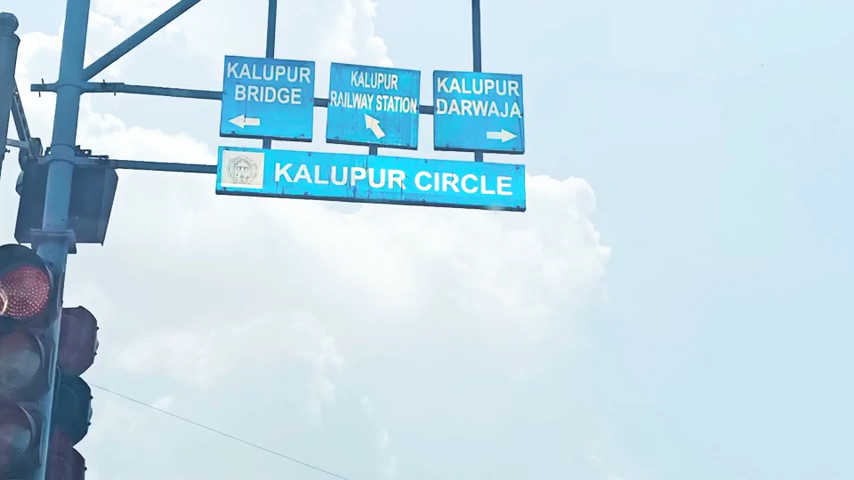 KALUPUR
BRIDGE
KALUPUR
RAILWAY STATION
KALUPUR
DARWAJA
KALUPUR CIRCLE